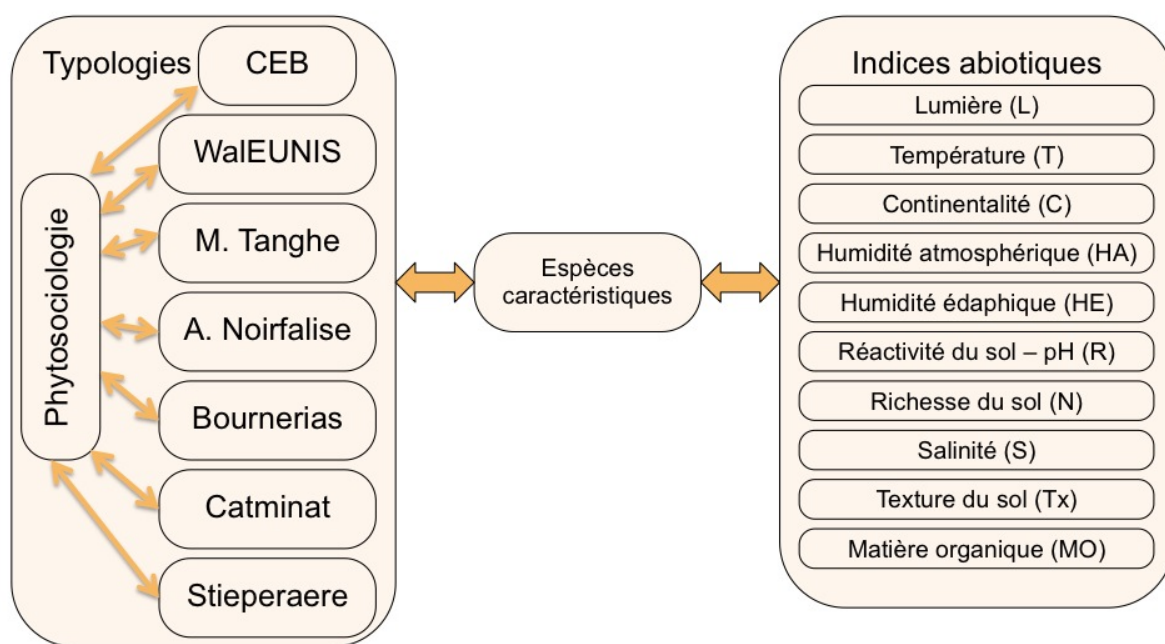 Typologies
CEB
WalEUNIS
M. Tanghe
A. Noirfalise
Bournerias
Catminat
Stieperaere
Phytosociologie
Espèces
caractéristiques
Indices abiotiques
Lumière (L)
Température (T)
Continentalité (C)
Humidité atmosphérique (HA)
Humidité édaphique (HE)
Réactivité du sol – pH (R)
Richesse du sol (N)
Salinité (S)
Texture du sol (Tx)
Matière organique (MO)